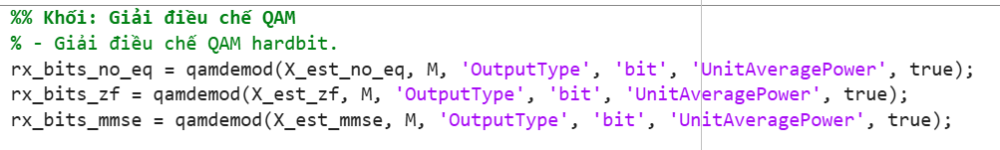 %% Khối: Giải điều chế QAM
% - Giải điều chế QAM hardbit.
rx_bits_no_eq = qamdemod(X_est_no_eq, M, 'OutputType', 'bit', 'UnitAveragePower', true);
rx_bits_zf = qamdemod(X_est_zf, M, 'OutputType', 'bit', 'UnitAveragePower', true);
rx_bits_mmse = qamdemod(X_est_mmse, M, 'OutputType', 'bit', 'UnitAveragePower', true);